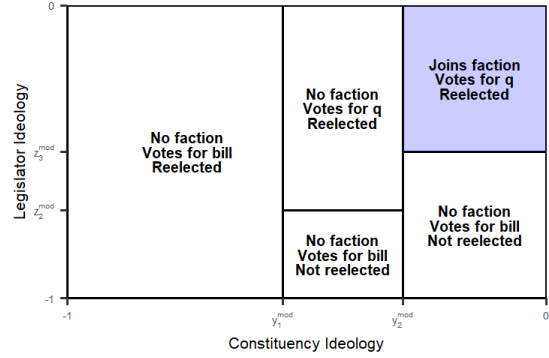 0
Joins faction
Votes for q
Reelected
No faction
Votes for q
Reelected
No faction
Votes for bill
Reelected
Legislator Ideology
z₃ᵐᵒᵈ
z₂ᵐᵒᵈ
No faction
Votes for bill
Not reelected
No faction
Votes for bill
Not reelected
-1
-1
y₁ᵐᵒᵈ
y₂ᵐᵒᵈ
0
Constituency Ideology